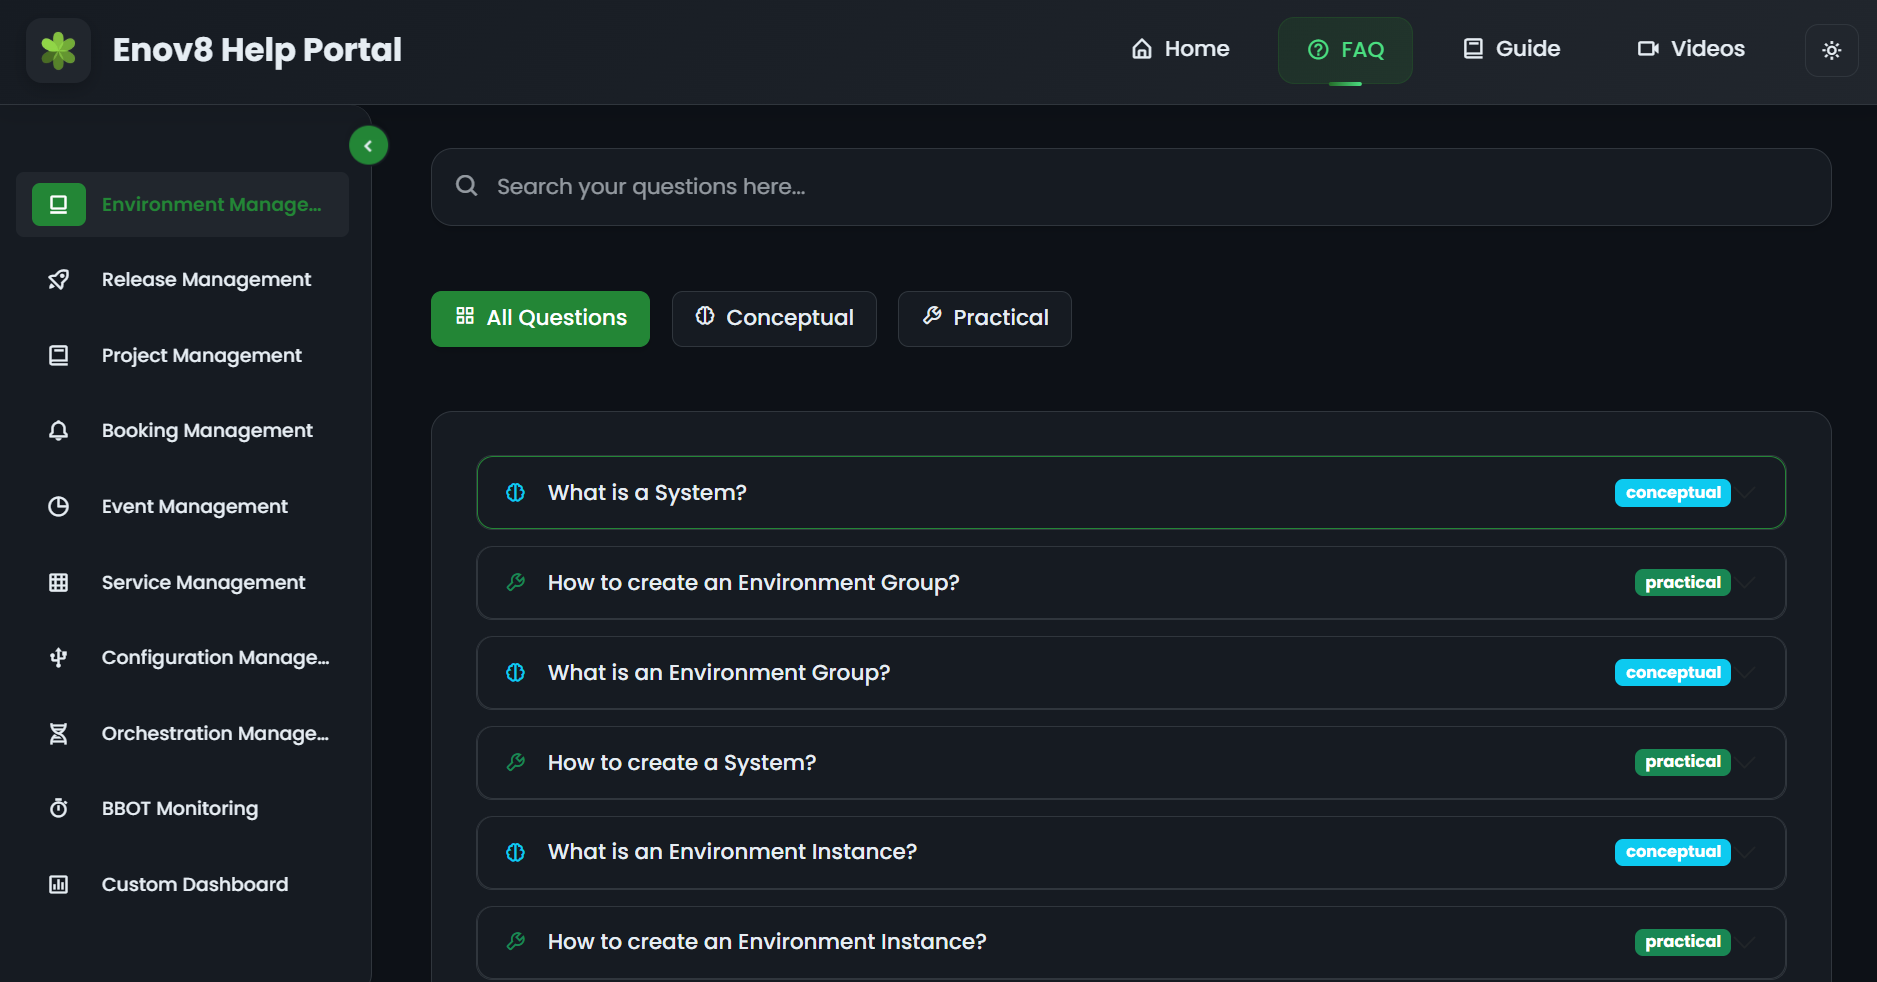 Enov8 Help Portal
Home
FAQ
Guide
Videos
Environment Manage...
Release Management
Project Management
Booking Management
Event Management
Service Management
Configuration Manage...
Orchestration Manage...
BBOT Monitoring
Custom Dashboard
Search your questions here...
All Questions
Conceptual
Practical
What is a System?
conceptual
How to create an Environment Group?
practical
What is an Environment Group?
conceptual
How to create a System?
practical
What is an Environment Instance?
conceptual
How to create an Environment Instance?
practical